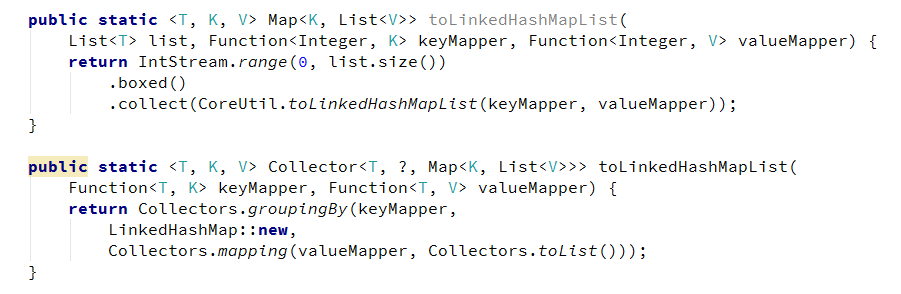 public static <T, K, V> Map<K, List<V>> toLinkedHashMapList(
List<T> list, Function<Integer, K> keyMapper, Function<Integer, V> valueMapper) {
return IntStream.range(0, list.size())
.boxed()
.collect(CoreUtil.toLinkedHashMapList(keyMapper, valueMapper));
}
public static <T, K, V> Collector<T, ?, Map<K, List<V>>> toLinkedHashMapList(
Function<T, K> keyMapper, Function<T, V> valueMapper) {
return Collectors.groupingBy(keyMapper,
LinkedHashMap::new,
Collectors.mapping(valueMapper, Collectors.toList()));
}